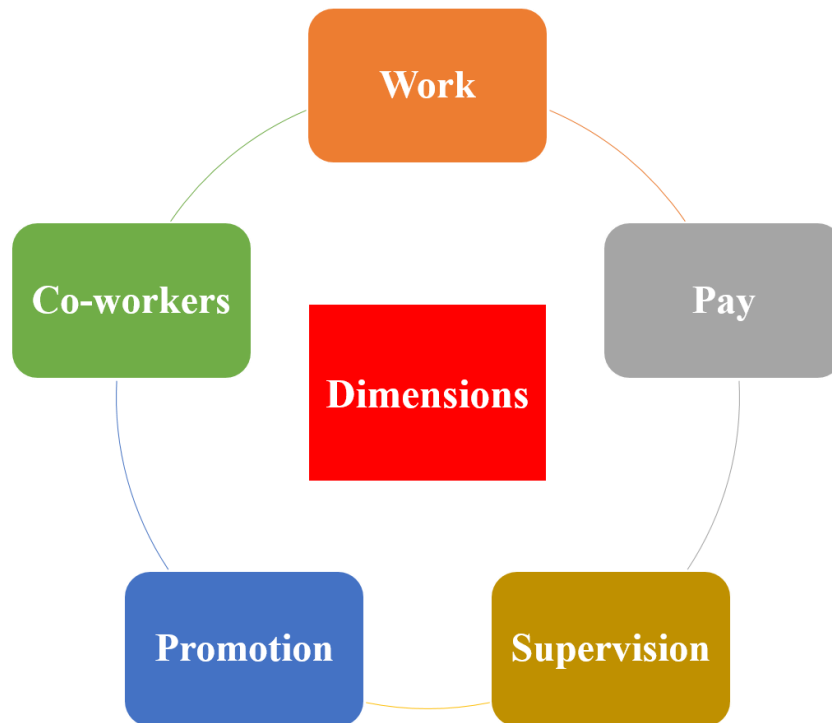 Work
Co-workers
Pay
Dimensions
Promotion
Supervision